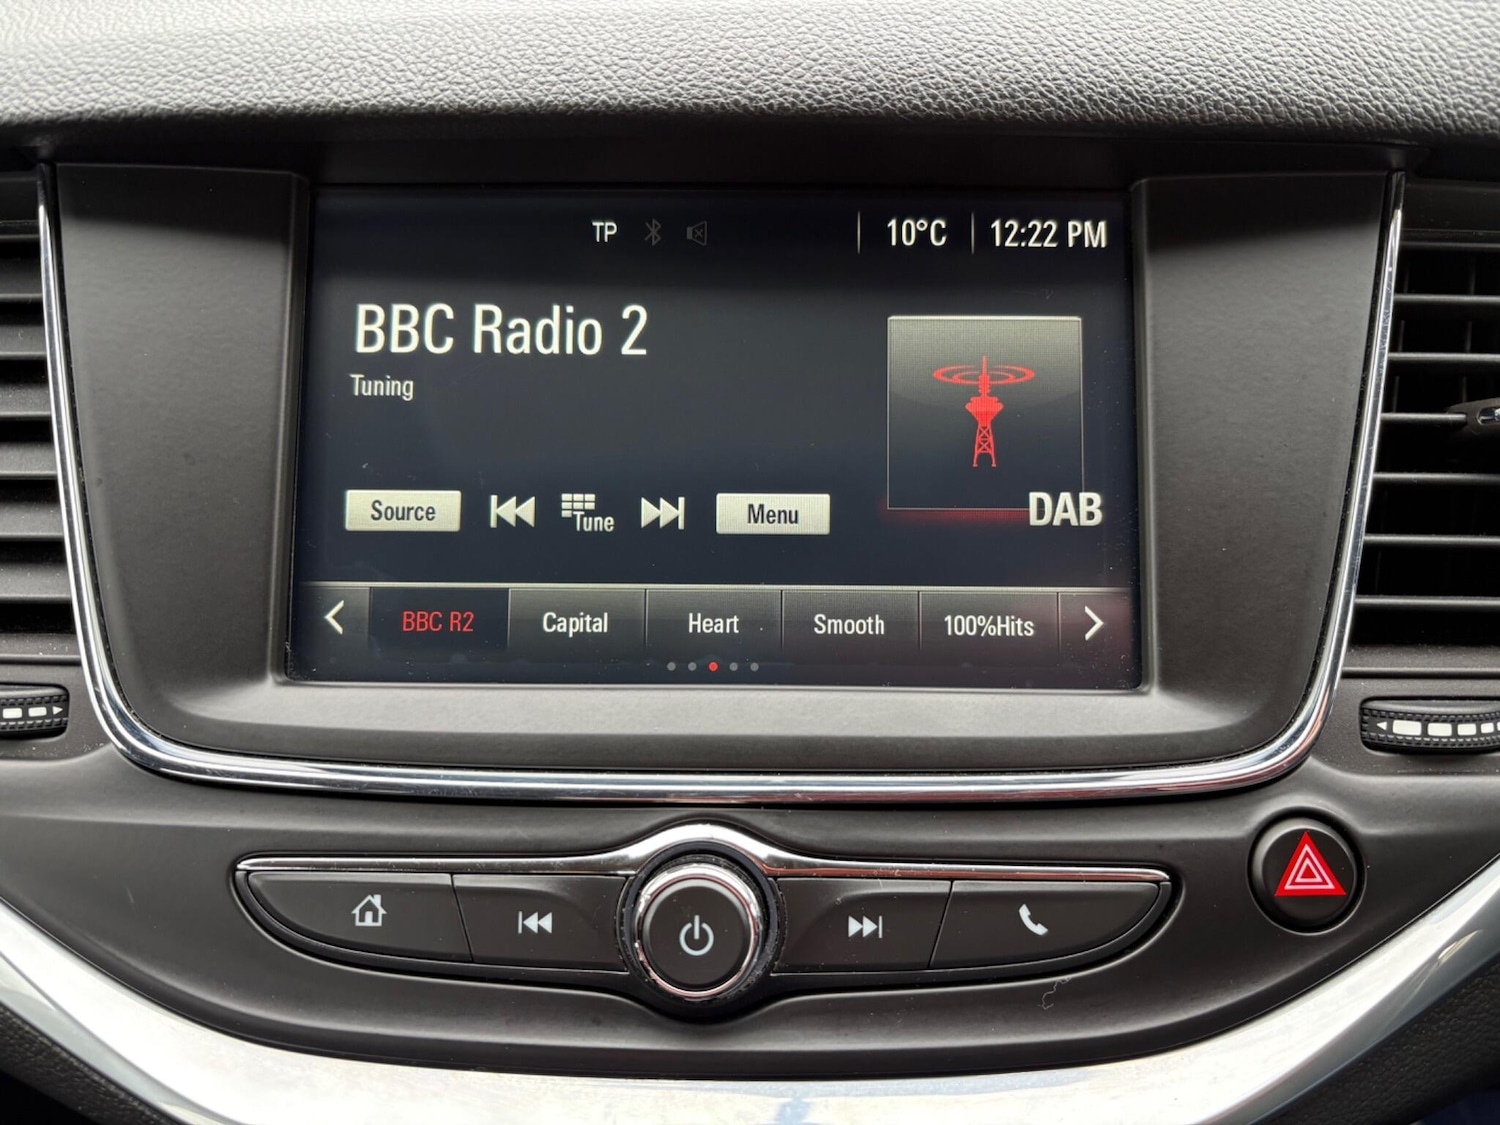 TP 10°C 12:22 PM
BBC Radio 2
Tuning
DAB
Source Tune Menu
BBC R2 Capital Heart Smooth 100%Hits